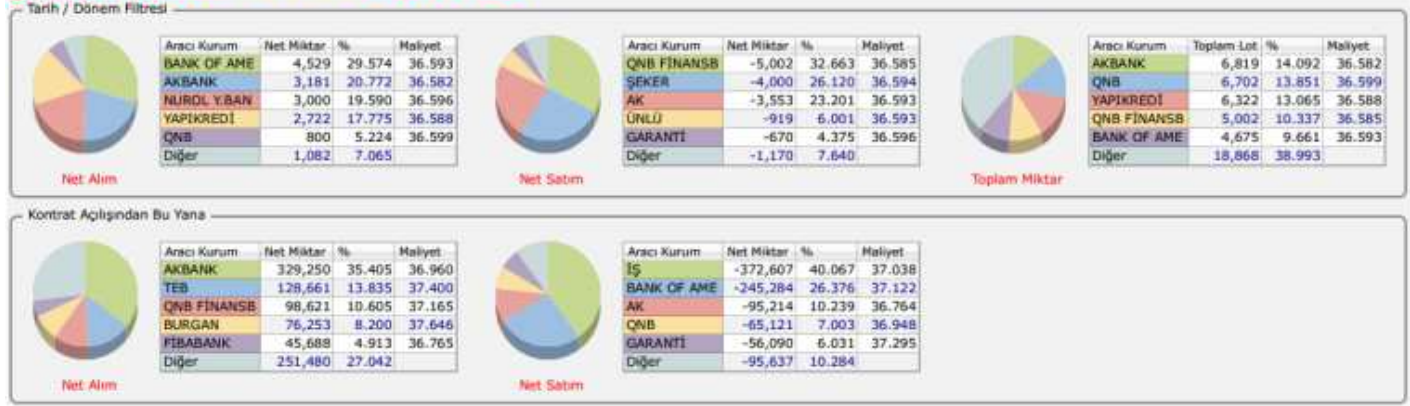 Tarih / Dönem Filtresi
Aracı Kurum Net Miktar % Maliyet
BANK OF AME 4,529 29.574 36.593
AKBANK 3,181 20.772 36.582
NUROL Y.BAN 3,000 19.590 36.596
YAPIKREDİ 2,722 17.775 36.588
QNB 800 5.224 36.599
Diğer 1,082 7.065
Net Alım
Aracı Kurum Net Miktar % Maliyet
QNB FİNANSB -5,002 32.663 36.585
ŞEKER -4,000 26.120 36.594
AK -3,553 23.201 36.593
ÜNLÜ -919 6.001 36.593
GARANTİ -670 4.375 36.596
Diğer -1,170 7.640
Net Satım
Aracı Kurum Toplam Lot % Maliyet
AKBANK 6,819 14.092 36.582
QNB 6,702 13.851 36.599
YAPIKREDİ 6,322 13.065 36.588
QNB FİNANSB 5,002 10.337 36.585
BANK OF AME 4,675 9.661 36.593
Diğer 18,868 38.993
Toplam Miktar
Kontrat Açılışından Bu Yana
Aracı Kurum Net Miktar % Maliyet
AKBANK 329,250 35.405 36.960
TEB 128,661 13.835 37.400
QNB FİNANSB 98,621 10.605 37.165
BURGAN 76,253 8.200 37.646
FİBABANK 45,688 4.913 36.765
Diğer 251,480 27.042
Net Alım
Aracı Kurum Net Miktar % Maliyet
İŞ -372,607 40.067 37.038
BANK OF AME -245,284 26.376 37.122
AK -95,214 10.239 36.764
QNB -65,121 7.003 36.948
GARANTİ -56,090 6.031 37.295
Diğer -95,637 10.284
Net Satım